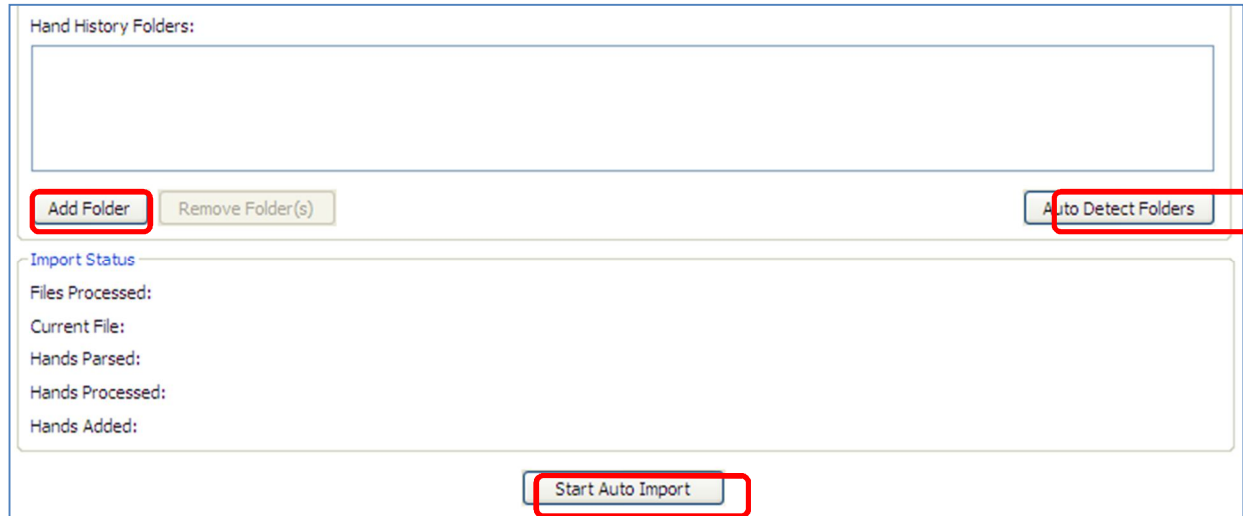 Hand History Folders:
Add Folder Remove Folder(s) Auto Detect Folders
Import Status
Files Processed:
Current File:
Hands Parsed:
Hands Processed:
Hands Added:
Start Auto Import